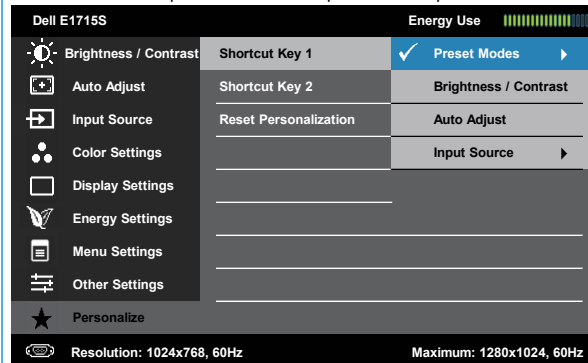 Dell E1715S Energy Use
Brightness / Contrast Shortcut Key 1 Preset Modes
Auto Adjust Shortcut Key 2 Brightness / Contrast
Input Source Reset Personalization Auto Adjust
Color Settings Input Source
Display Settings
Energy Settings
Menu Settings
Other Settings
Personalize
Resolution: 1024x768, 60Hz Maximum: 1280x1024, 60Hz